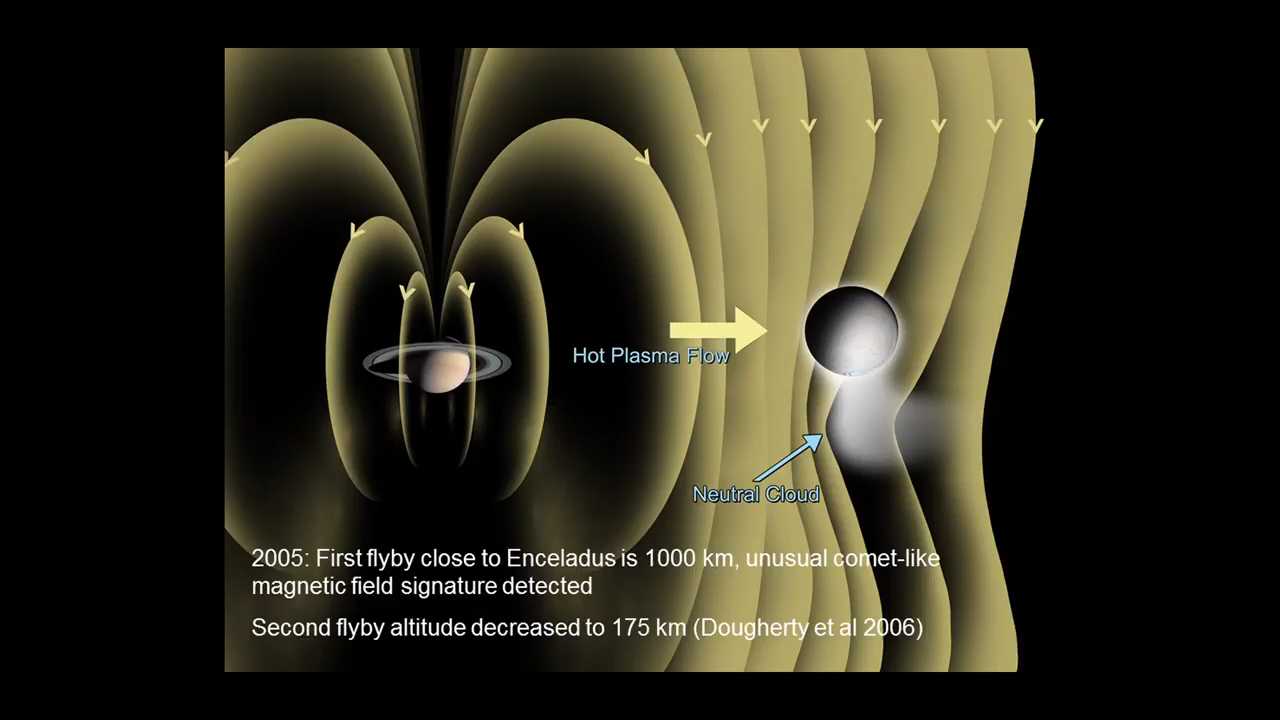 Hot Plasma Flow
Neutral Cloud
2005: First flyby close to Enceladus is 1000 km, unusual comet-like
magnetic field signature detected
Second flyby altitude decreased to 175 km (Dougherty et al 2006)